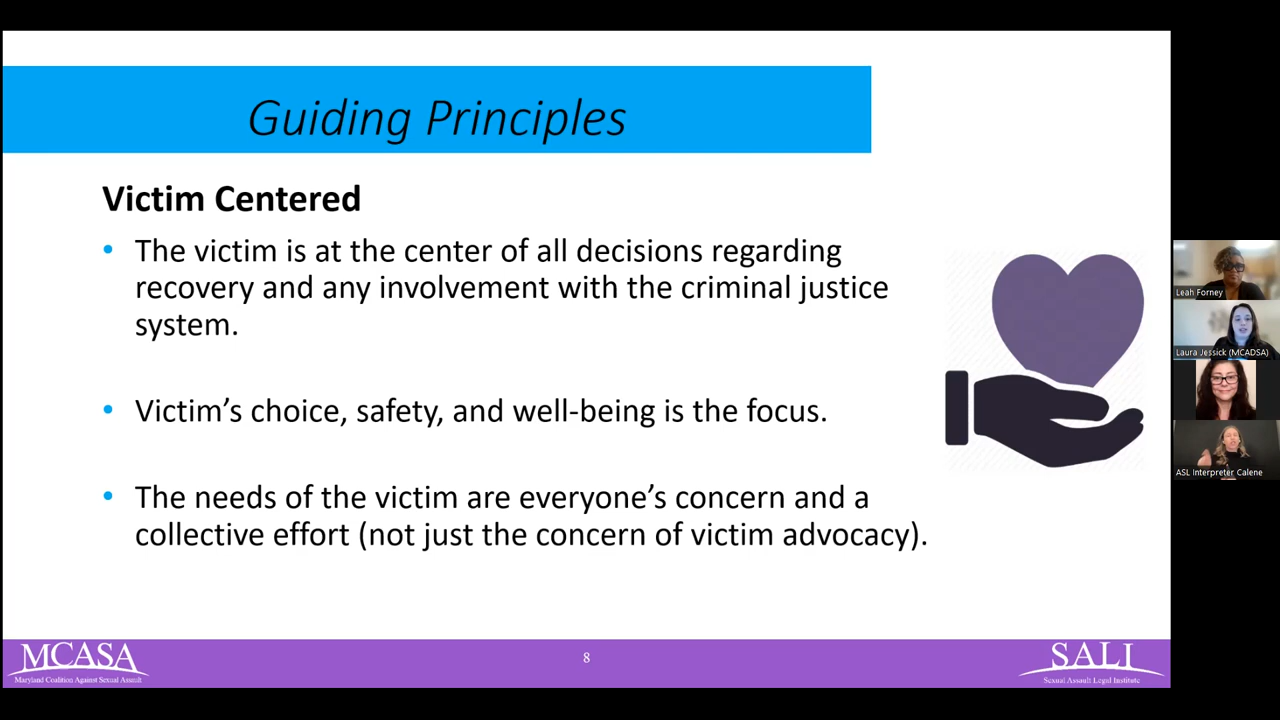 Guiding Principles
Victim Centered
• The victim is at the center of all decisions regarding
recovery and any involvement with the criminal justice
system.
• Victim’s choice, safety, and well-being is the focus.
• The needs of the victim are everyone’s concern and a
collective effort (not just the concern of victim advocacy).
MCASA
Maryland Coalition Against Sexual Assault
8
SALI
Sexual Assault Legal Institute
Leah Forney
Laura Jessick (MCADSA)
ASL Interpreter Calene